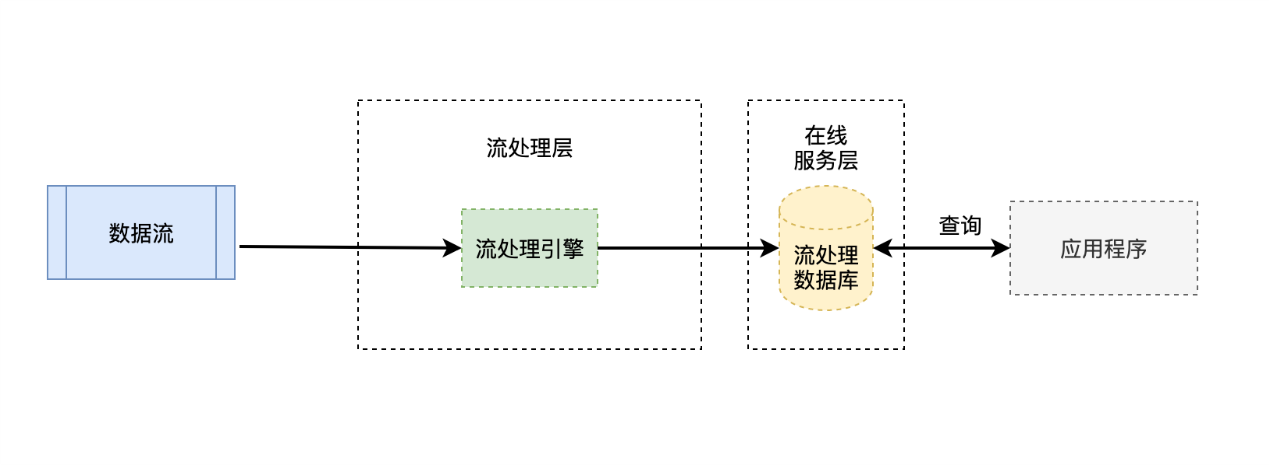 流处理层
在线
服务层
数据流
流处理引擎
流处理
数据库
查询
应用程序